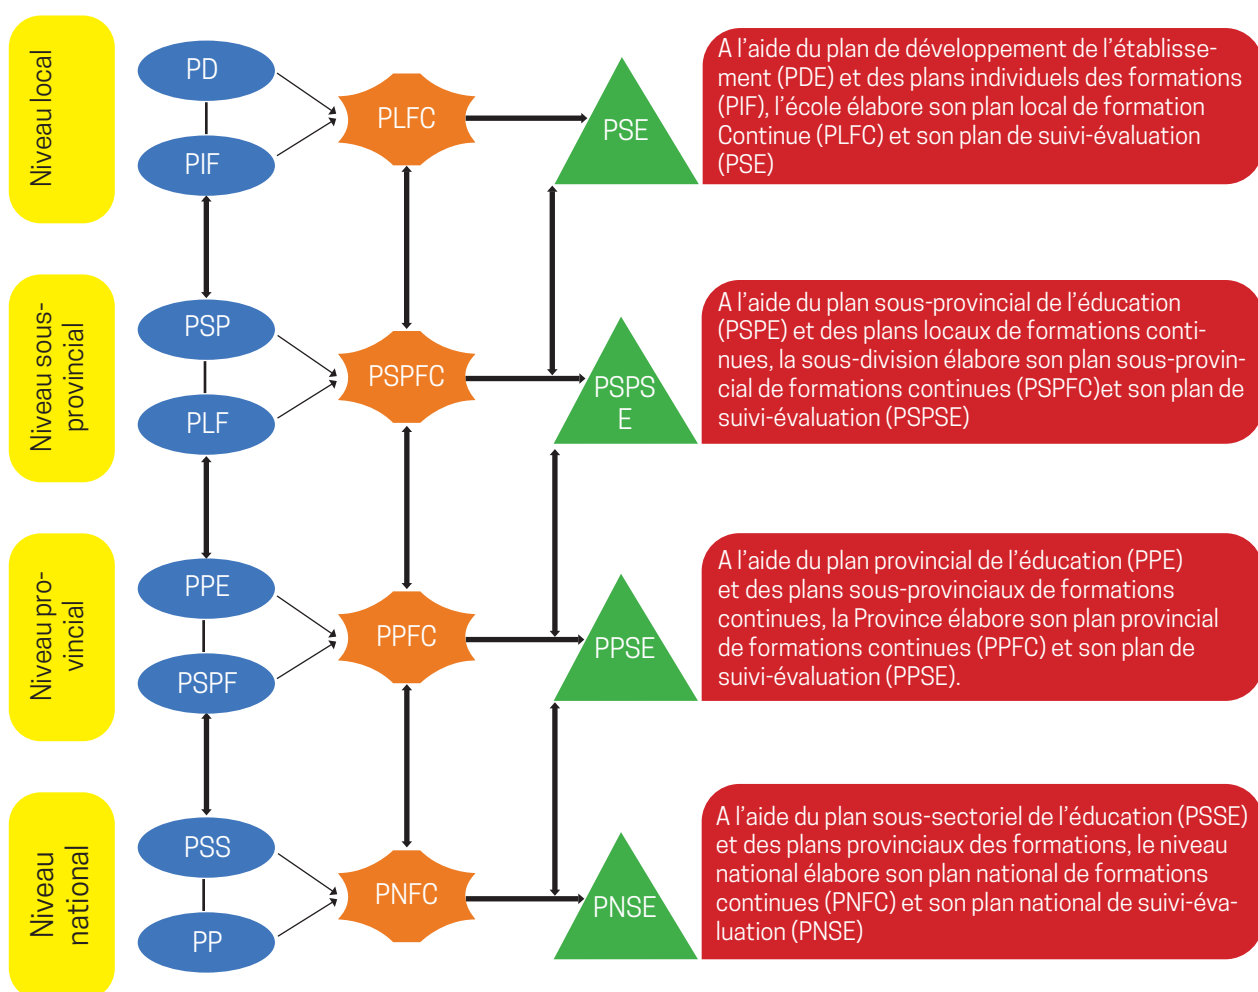 Niveau local
PD
PIF
PLFC
PSE
A l’aide du plan de développement de l’établisse-
ment (PDE) et des plans individuels des formations
(PIF), l’école élabore son plan local de formation
Continue (PLFC) et son plan de suivi-évaluation
(PSE)
Niveau sous-
provincial
PSP
PLF
PSPFC
PSPS
E
A l’aide du plan sous-provincial de l’éducation
(PSPE) et des plans locaux de formations conti-
nues, la sous-division élabore son plan sous-provin-
cial de formations continues (PSPFC)et son plan de
suivi-évaluation (PSPSE)
Niveau pro-
vincial
PPE
PSPF
PPFC
PPSE
A l’aide du plan provincial de l’éducation (PPE)
et des plans sous-provinciaux de formations
continues, la Province élabore son plan provincial
de formations continues (PPFC) et son plan de
suivi-évaluation (PPSE).
Niveau
national
PSS
PP
PNFC
PNSE
A l’aide du plan sous-sectoriel de l’éducation (PSSE)
et des plans provinciaux des formations, le niveau
national élabore son plan national de formations
continues (PNFC) et son plan national de suivi-éva-
luation (PNSE)